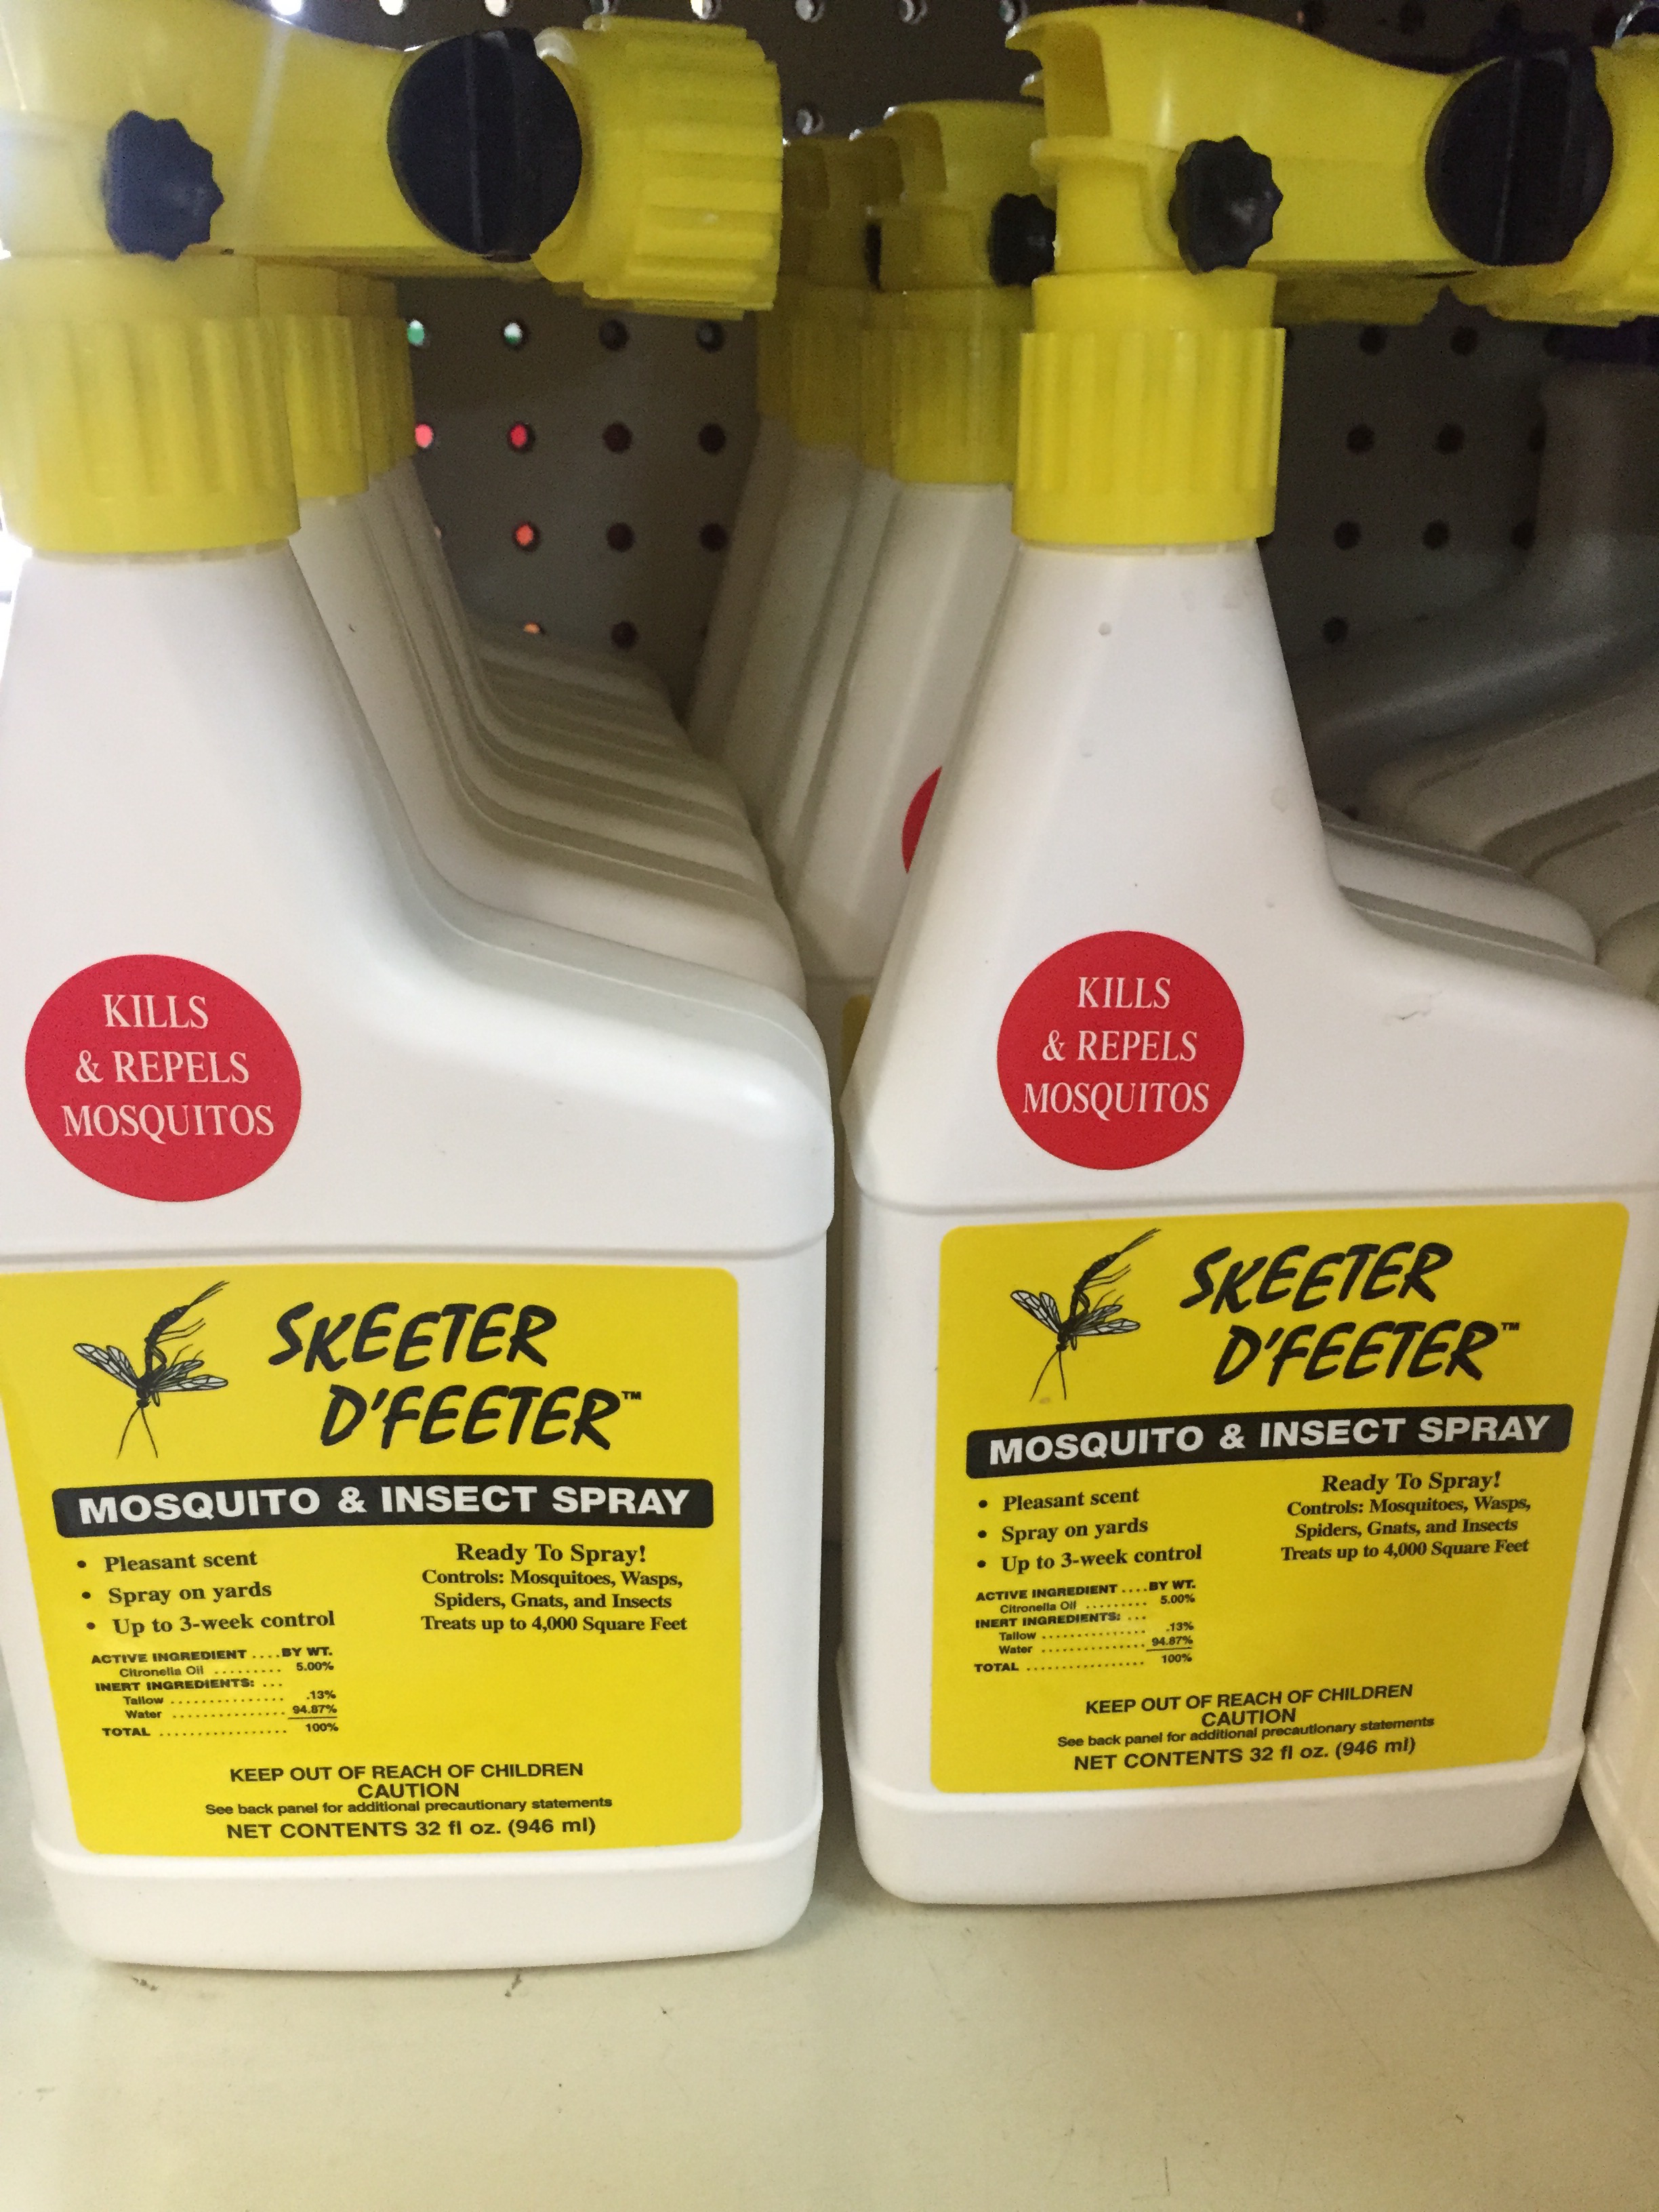 KILLS
& REPELS
MOSQUITOS
SKEETER
D'FEETER™
MOSQUITO & INSECT SPRAY
• Pleasant scent
• Spray on yards
• Up to 3-week control
Ready To Spray!
Controls: Mosquitoes, Wasps,
Spiders, Gnats, and Insects
Treats up to 4,000 Square Feet
ACTIVE INGREDIENT ....BY WT.
Citronella Oil ......... 5.00%
INERT INGREDIENTS: ...
Tallow ............... .13%
Water ............... 94.87%
TOTAL ................. 100%
KEEP OUT OF REACH OF CHILDREN
CAUTION
See back panel for additional precautionary statements
NET CONTENTS 32 fl oz. (946 ml)
KILLS
& REPELS
MOSQUITOS
SKEETER
D'FEETER™
MOSQUITO & INSECT SPRAY
• Pleasant scent
• Spray on yards
• Up to 3-week control
Ready To Spray!
Controls: Mosquitoes, Wasps,
Spiders, Gnats, and Insects
Treats up to 4,000 Square Feet
ACTIVE INGREDIENT ....BY WT.
Citronella Oil ......... 5.00%
INERT INGREDIENTS: ...
Tallow ............... .13%
Water ............... 94.87%
TOTAL ................. 100%
KEEP OUT OF REACH OF CHILDREN
CAUTION
See back panel for additional precautionary statements
NET CONTENTS 32 fl oz. (946 ml)